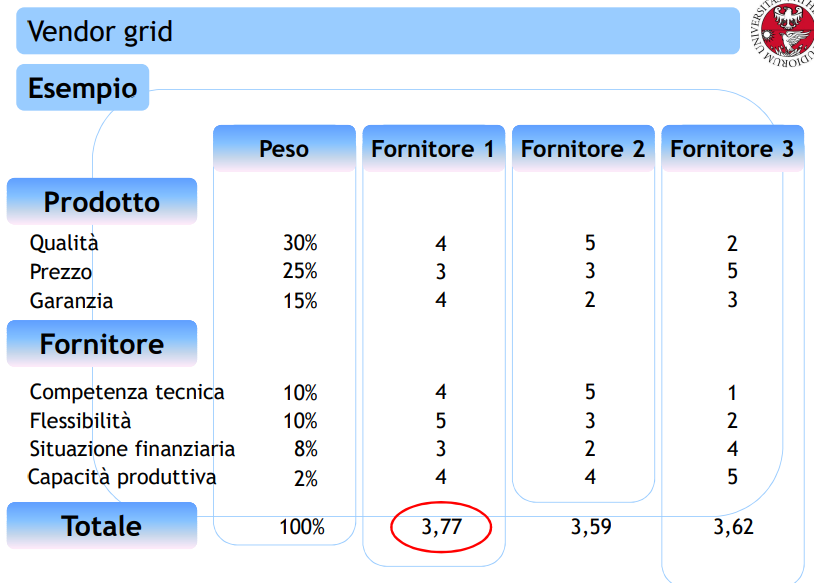 Vendor grid
Esempio
Peso Fornitore 1 Fornitore 2 Fornitore 3
Prodotto
Qualità 30% 4 5 2
Prezzo 25% 3 3 5
Garanzia 15% 4 2 3
Fornitore
Competenza tecnica 10% 4 5 1
Flessibilità 10% 5 3 2
Situazione finanziaria 8% 3 2 4
Capacità produttiva 2% 4 4 5
Totale 100% 3,77 3,59 3,62